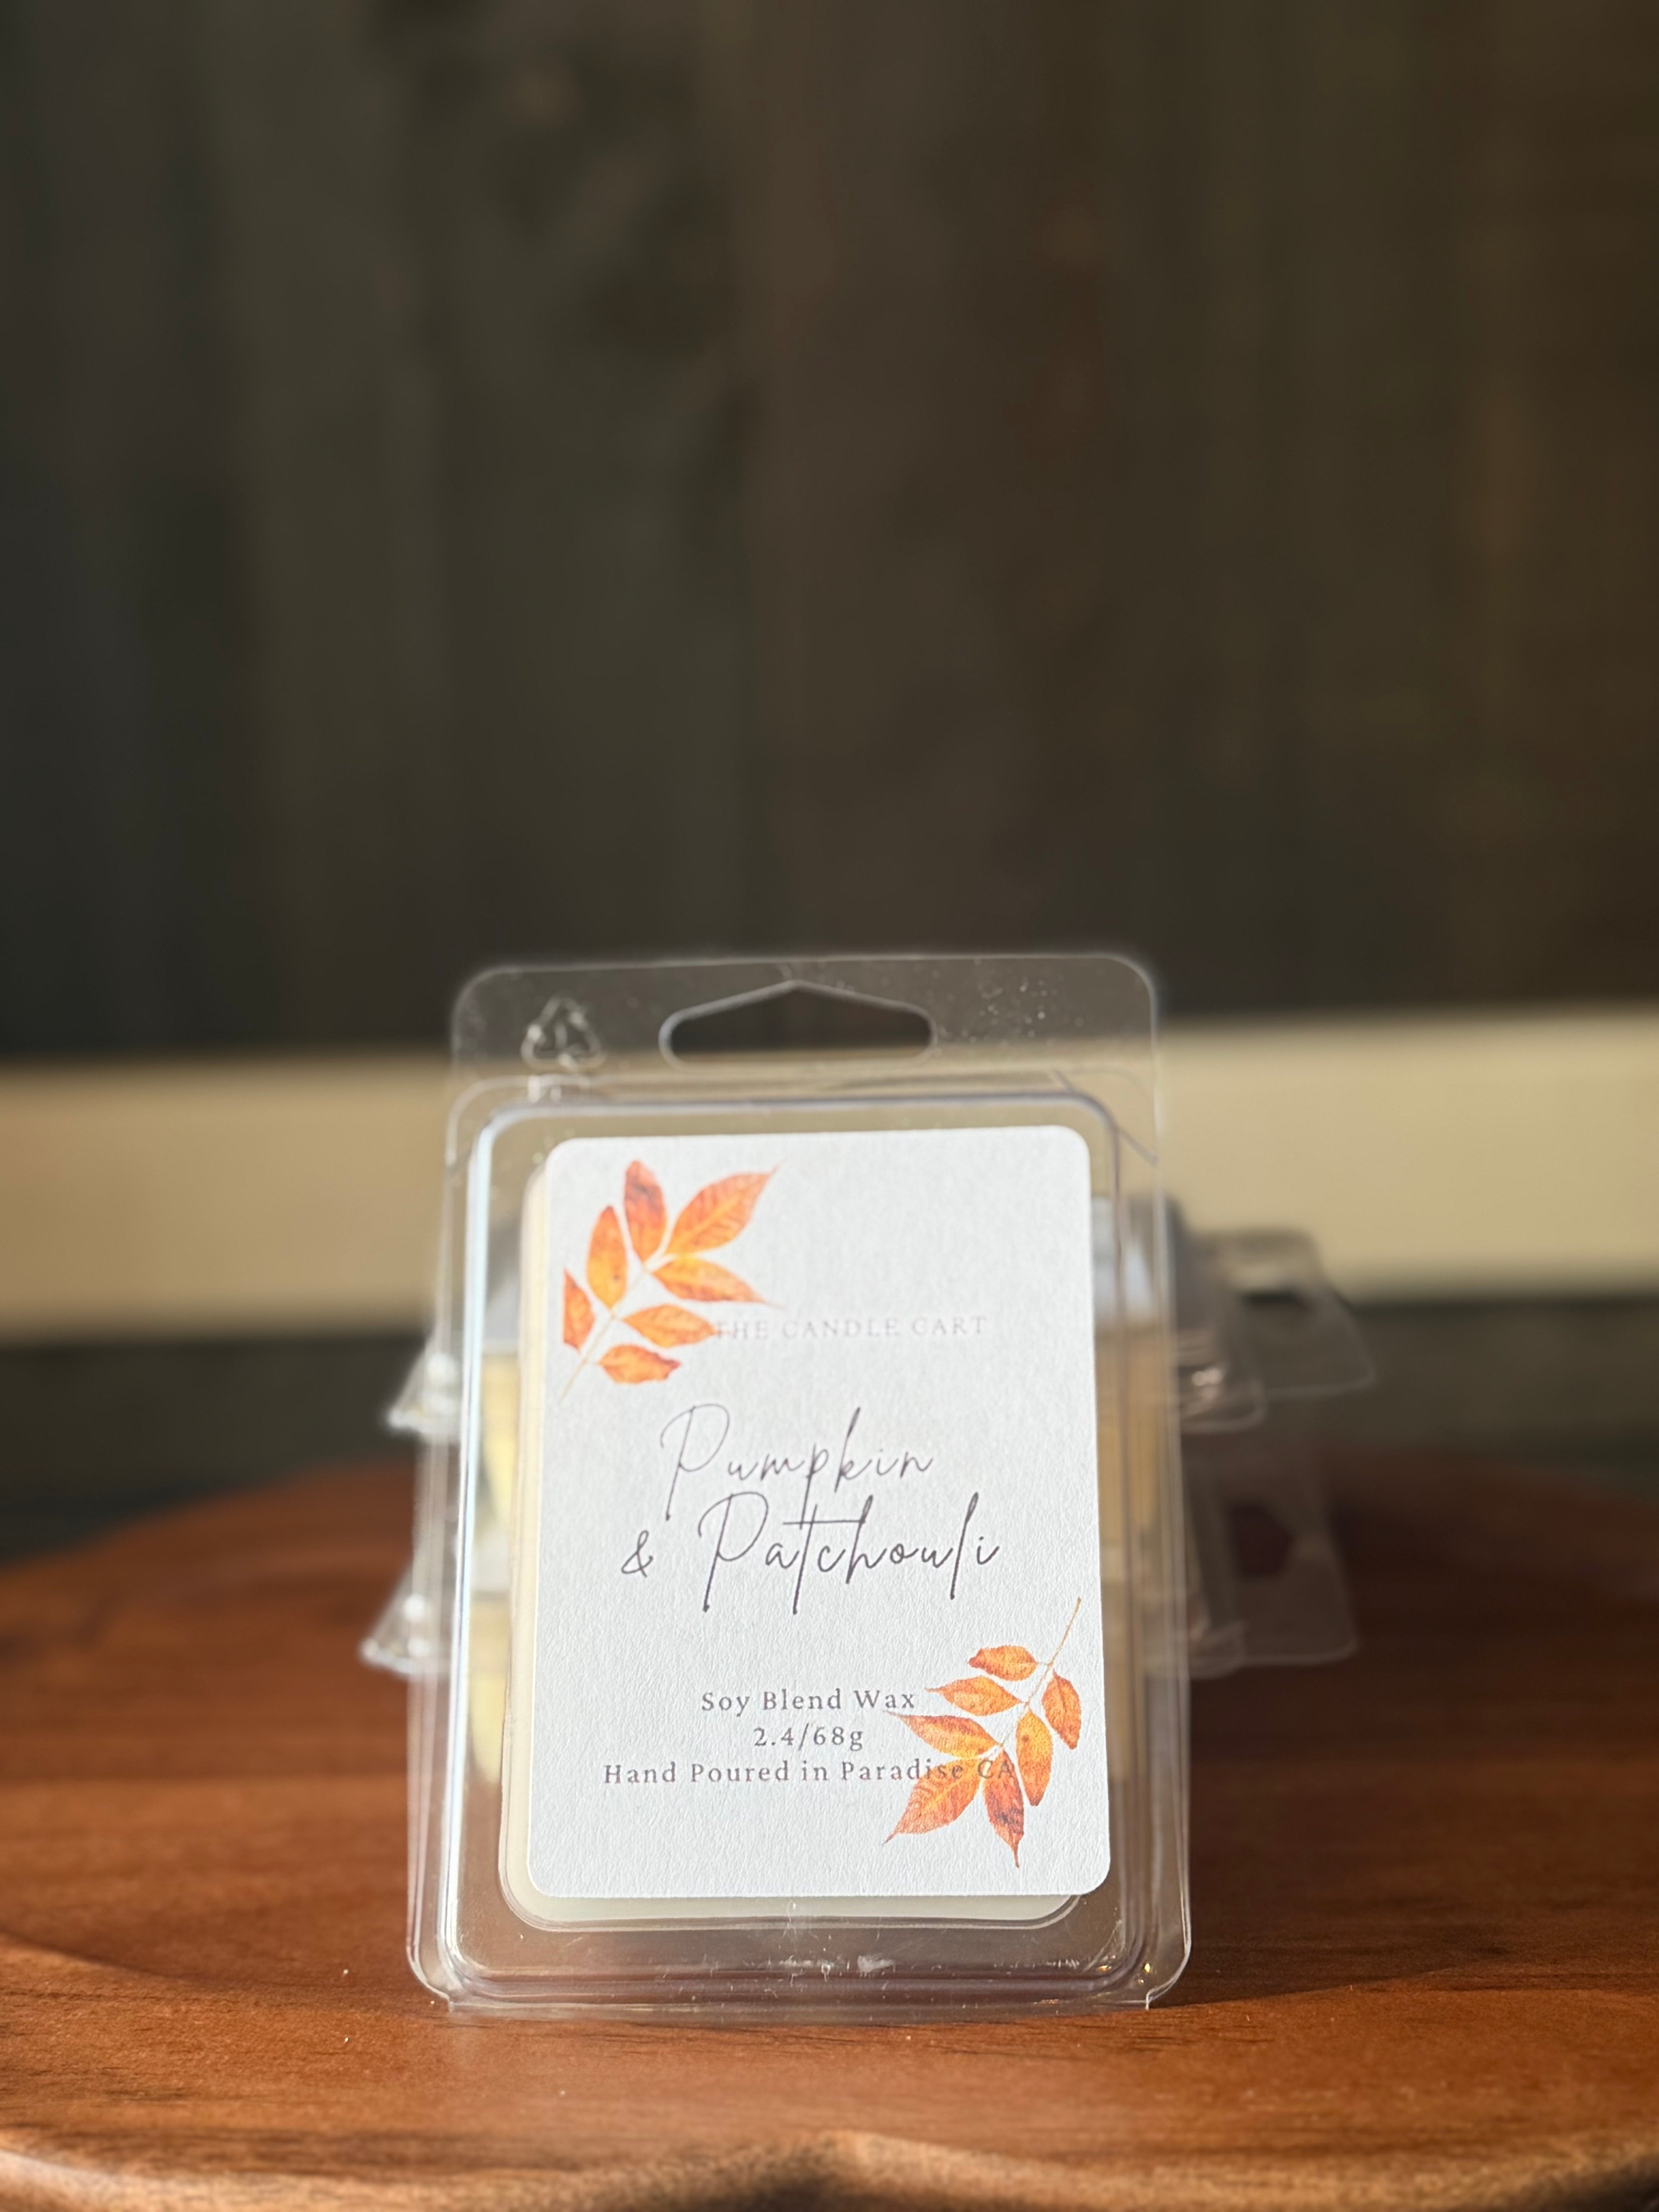 THE CANDLE CART
Pumpkin
& Patchouli
Soy Blend Wax
2.4/68g
Hand Poured in Paradise CA